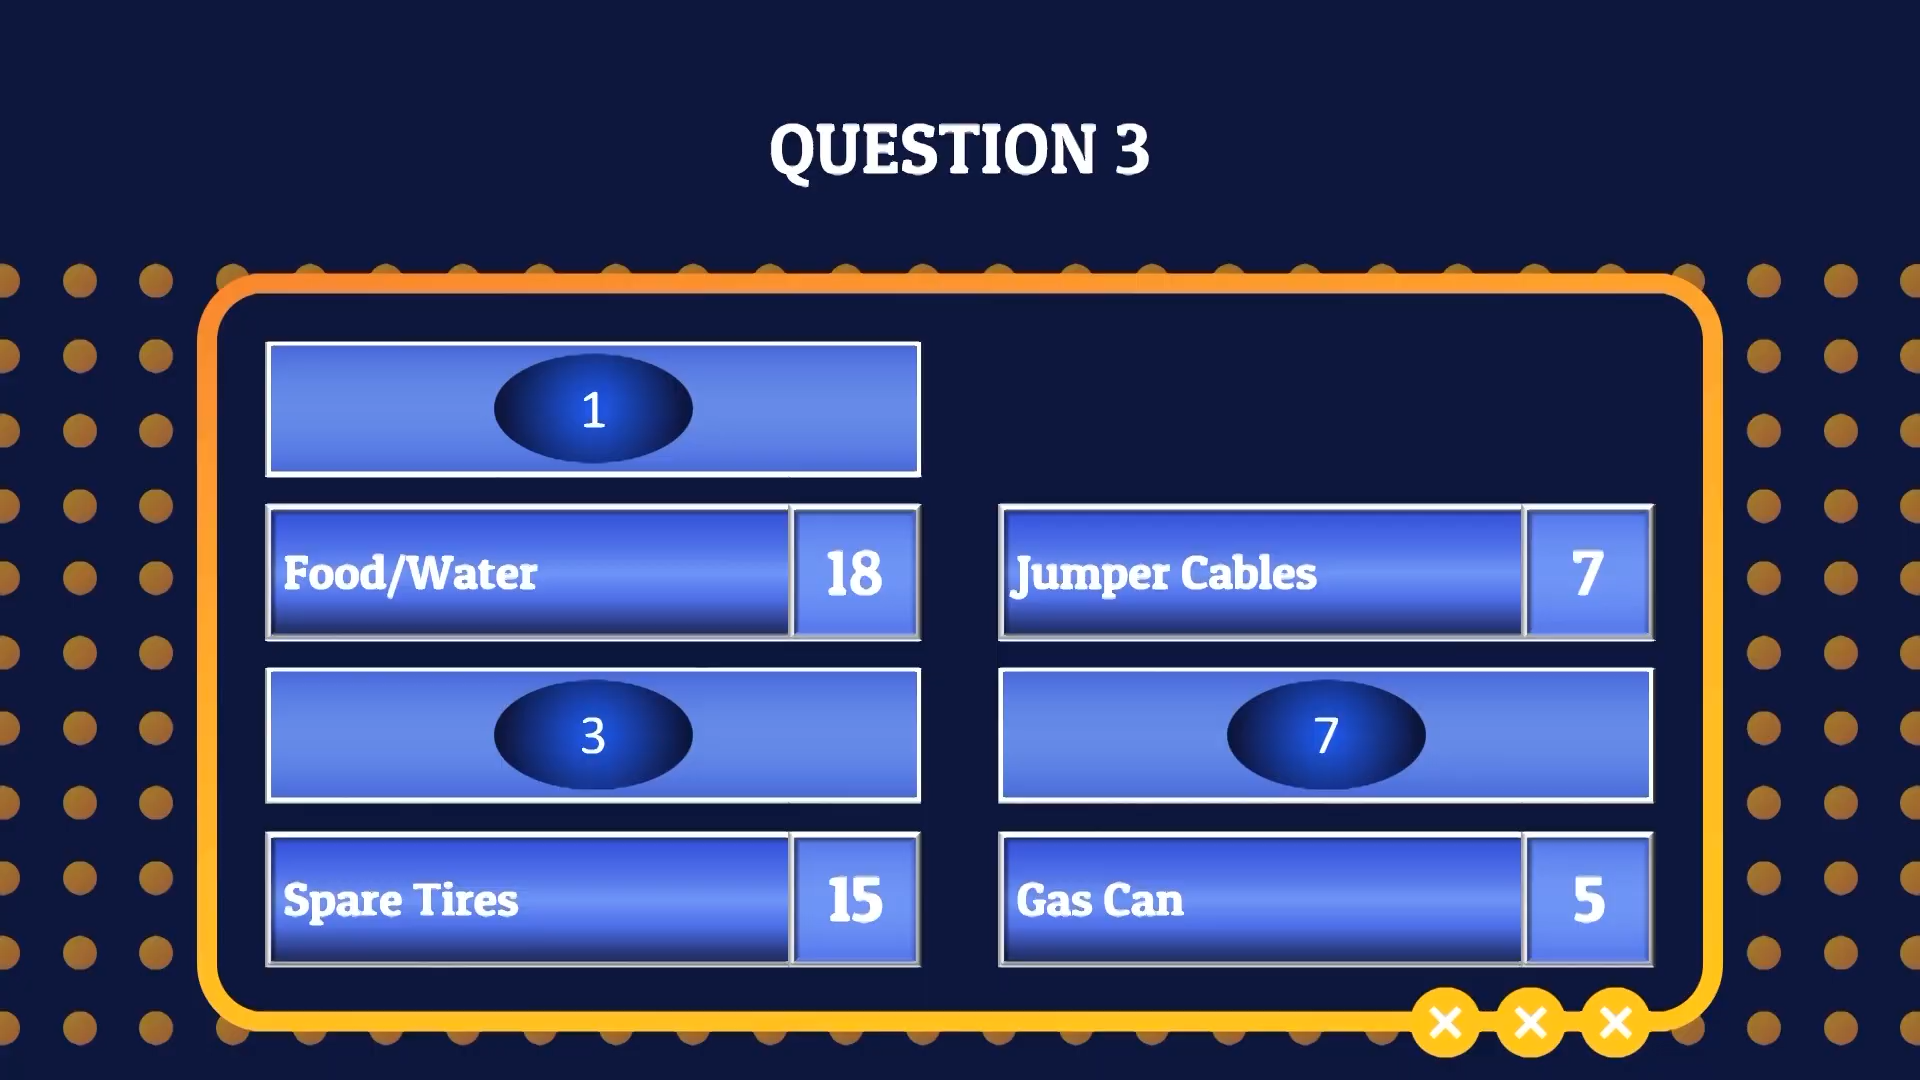 QUESTION 3
1
Food/Water 18
3
Spare Tires 15
Jumper Cables 7
7
Gas Can 5